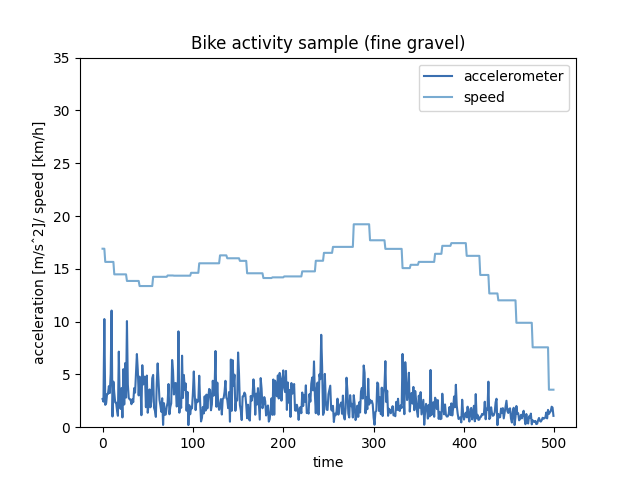 Bike activity sample (fine gravel)
accelerometer
speed
acceleration [m/s^2]/ speed [km/h]
35
30
25
20
15
10
5
0
0 100 200 300 400 500
time